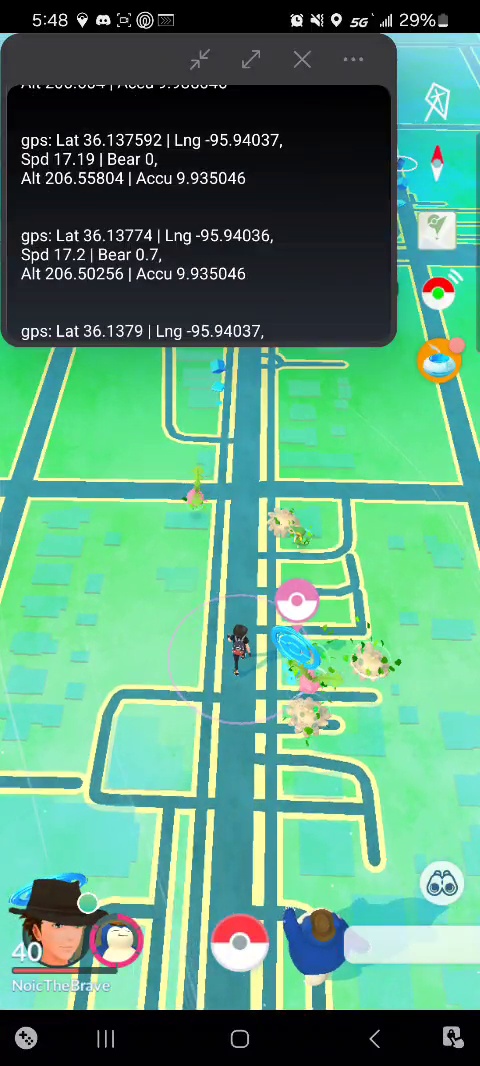 5:48
5G
29%
gps: Lat 36.137592 | Lng -95.94037,
Spd 17.19 | Bear 0,
Alt 206.55804 | Accu 9.935046
gps: Lat 36.13774 | Lng -95.94036,
Spd 17.2 | Bear 0.7,
Alt 206.50256 | Accu 9.935046
gps: Lat 36.1379 | Lng -95.94037,
40
NoicTheBrave